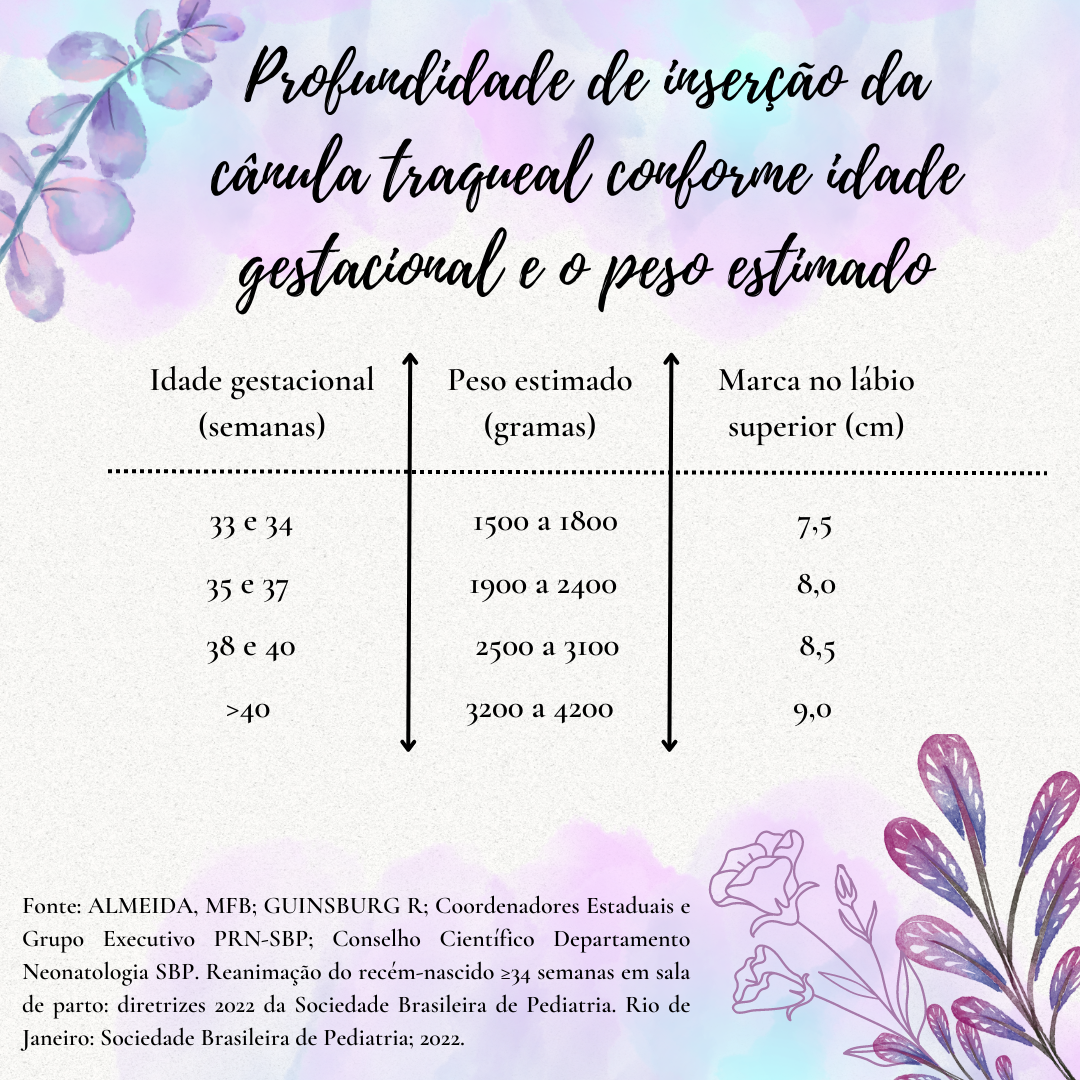 Profundidade de inserção da
cânula traqueal conforme idade
gestacional e o peso estimado
Idade gestacional
(semanas)
Peso estimado
(gramas)
Marca no lábio
superior (cm)
33 e 34 1500 a 1800 7,5
35 e 37 1900 a 2400 8,0
38 e 40 2500 a 3100 8,5
>40 3200 a 4200 9,0
Fonte: ALMEIDA, MFB; GUINSBURG R; Coordenadores Estaduais e
Grupo Executivo PRN-SBP; Conselho Científico Departamento
Neonatologia SBP. Reanimação do recém-nascido ≥34 semanas em sala
de parto: diretrizes 2022 da Sociedade Brasileira de Pediatria. Rio de
Janeiro: Sociedade Brasileira de Pediatria; 2022.